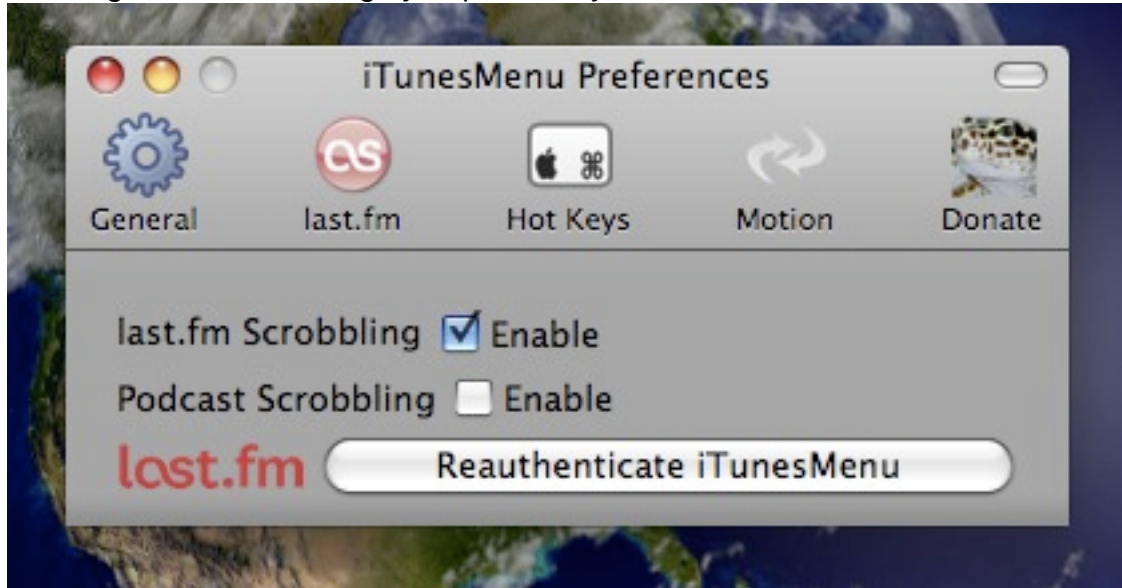 iTunesMenu Preferences
General last.fm Hot Keys Motion Donate
last.fm Scrobbling Enable
Podcast Scrobbling Enable
last.fm Reauthenticate iTunesMenu